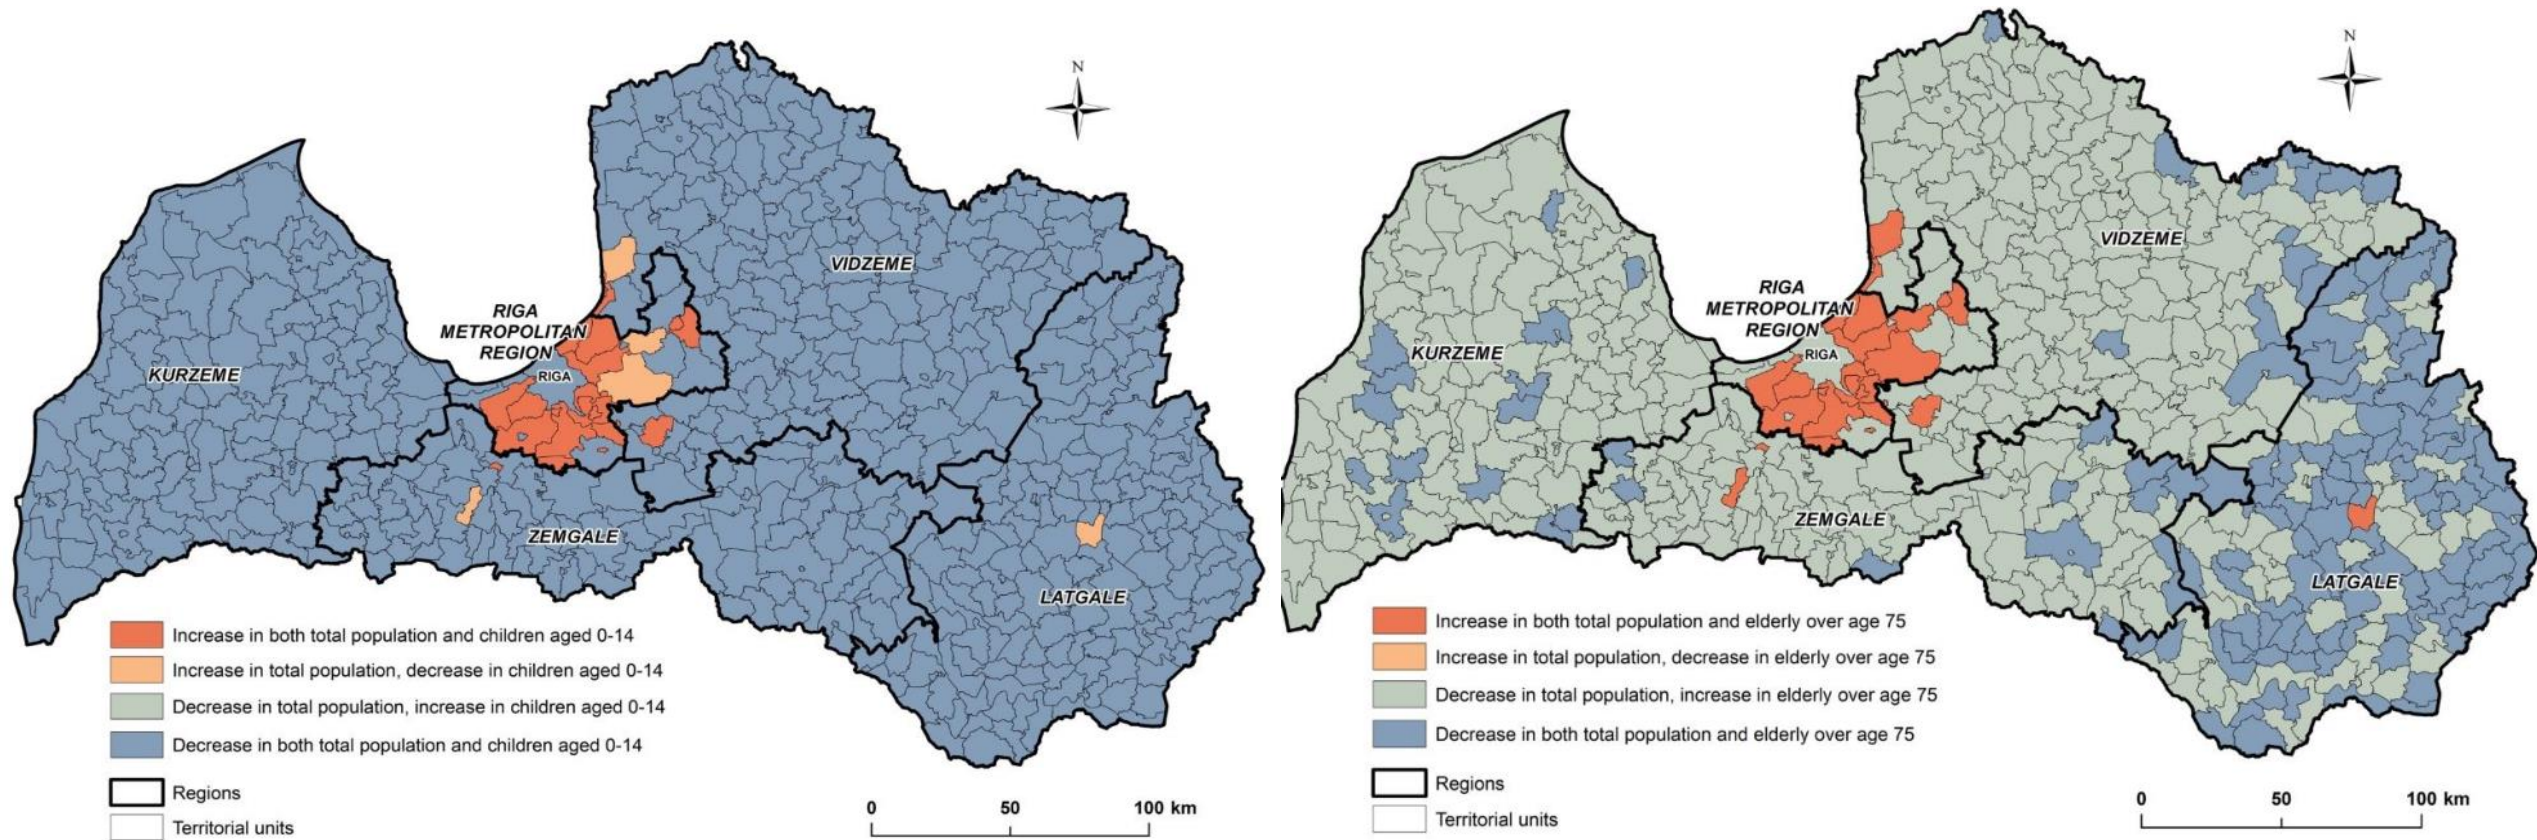 N
VIDZEME
RIGA
METROPOLITAN
REGION
RIGA
KURZEME
ZEMGALE
LATGALE
Increase in both total population and children aged 0-14
Increase in total population, decrease in children aged 0-14
Decrease in total population, increase in children aged 0-14
Decrease in both total population and children aged 0-14
Regions
Territorial units
0 50 100 km
N
VIDZEME
RIGA
METROPOLITAN
REGION
RIGA
KURZEME
ZEMGALE
LATGALE
Increase in both total population and elderly over age 75
Increase in total population, decrease in elderly over age 75
Decrease in total population, increase in elderly over age 75
Decrease in both total population and elderly over age 75
Regions
Territorial units
0 50 100 km